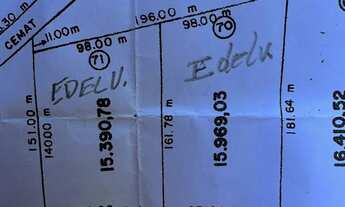 196.00 m
CEMAT
11.00m
98.00 m
98.00 m
71
70
EDELU.
Edelu
151.00 m
140.00
15.390,78
161.78 m
15.969,03
181.64 m
16.410,52